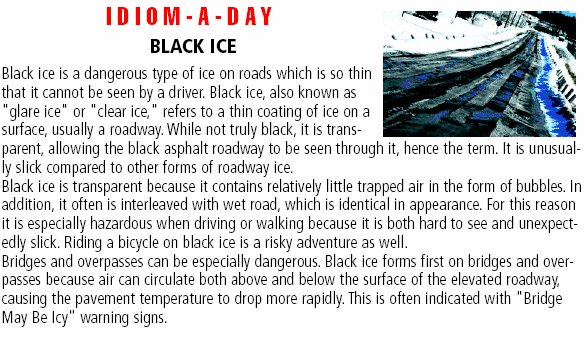 IDIOM-A-DAY
BLACK ICE
Black ice is a dangerous type of ice on roads which is so thin
that it cannot be seen by a driver. Black ice, also known as
"glare ice" or "clear ice," refers to a thin coating of ice on a
surface, usually a roadway. While not truly black, it is trans-
parent, allowing the black asphalt roadway to be seen through it, hence the term. It is unusual-
ly slick compared to other forms of roadway ice.
Black ice is transparent because it contains relatively little trapped air in the form of bubbles. In
addition, it often is interleaved with wet road, which is identical in appearance. For this reason
it is especially hazardous when driving or walking because it is both hard to see and unexpect-
edly slick. Riding a bicycle on black ice is a risky adventure as well.
Bridges and overpasses can be especially dangerous. Black ice forms first on bridges and over-
passes because air can circulate both above and below the surface of the elevated roadway,
causing the pavement temperature to drop more rapidly. This is often indicated with "Bridge
May Be Icy" warning signs.